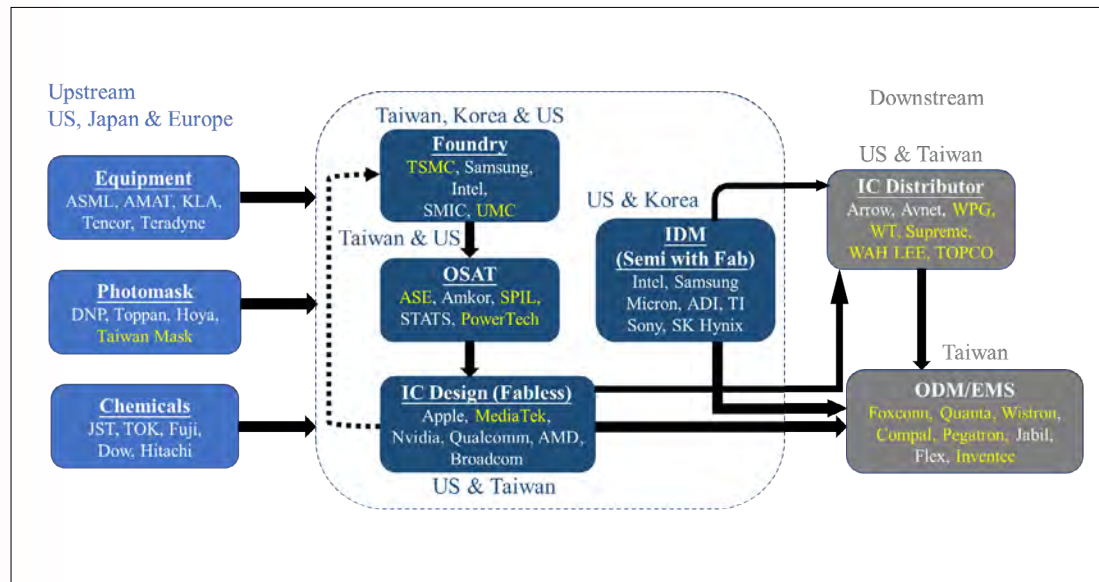 Upstream
US, Japan & Europe
Equipment
ASML, AMAT, KLA,
Tencor, Teradyne
Photomask
DNP, Toppan, Hoya,
Taiwan Mask
Chemicals
JST, TOK, Fuji,
Dow, Hitachi
Taiwan, Korea & US
Foundry
TSMC, Samsung,
Intel,
SMIC, UMC
Taiwan & US
OSAT
ASE, Amkor, SPIL,
STATS, PowerTech
IC Design (Fabless)
Apple, MediaTek,
Nvidia, Qualcomm, AMD,
Broadcom
US & Taiwan
US & Korea
IDM
(Semi with Fab)
Intel, Samsung
Micron, ADI, TI
Sony, SK Hynix
Downstream
US & Taiwan
IC Distributor
Arrow, Avnet, WPG,
WT, Supreme,
WAH LEE, TOPCO
Taiwan
ODM/EMS
Foxconn, Quanta, Wistron,
Compal, Pegatron, Jabil,
Flex, Inventec